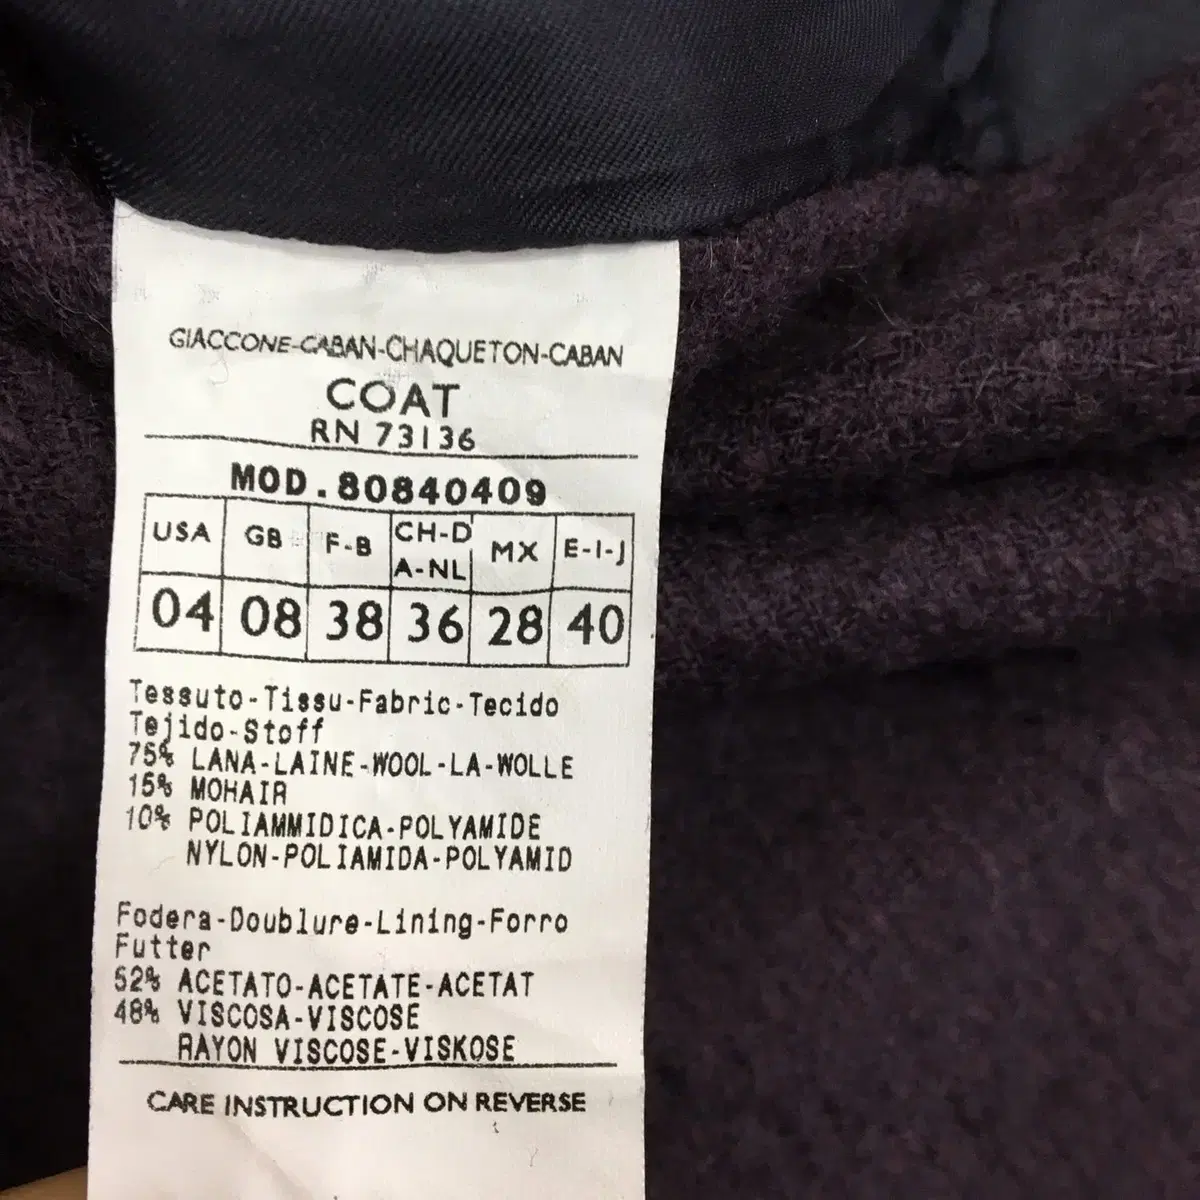 GIACCONE-CABAN-CHAQUETON-CABAN
COAT
RN 73136
MOD.80840409
USA GB F-B CH-D A-NL MX E-I-J
04 08 38 36 28 40
Tessuto-Tissu-Fabric-Tecido
Tejido-Stoff
75% LANA-LAINE-WOOL-LA-WOLLE
15% MOHAIR
10% POLIAMMIDICA-POLYAMIDE
NYLON-POLIAMIDA-POLYAMID
Fodera-Doublure-Lining-Forro
Futter
52% ACETATO-ACETATE-ACETAT
48% VISCOSA-VISCOSE
RAYON VISCOSE-VISKOSE
CARE INSTRUCTION ON REVERSE